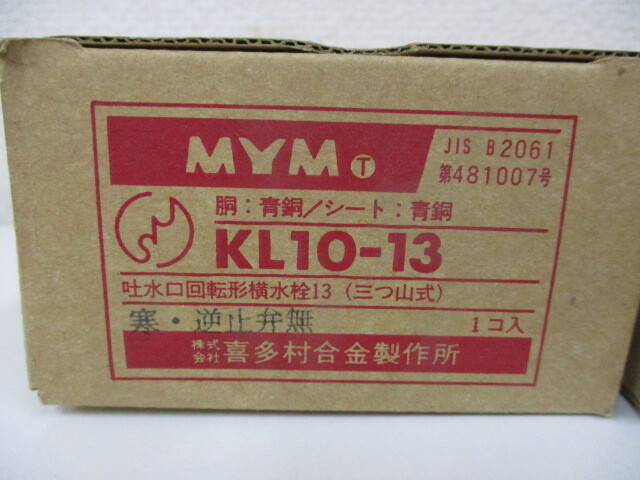 MYM Ⓣ
JIS B2061
第481007号
胴:青銅/シート:青銅
KL10-13
吐水口回転形横水栓13 (三つ山式)
寒・逆止弁無
1コ入
株式会社 喜多村合金製作所